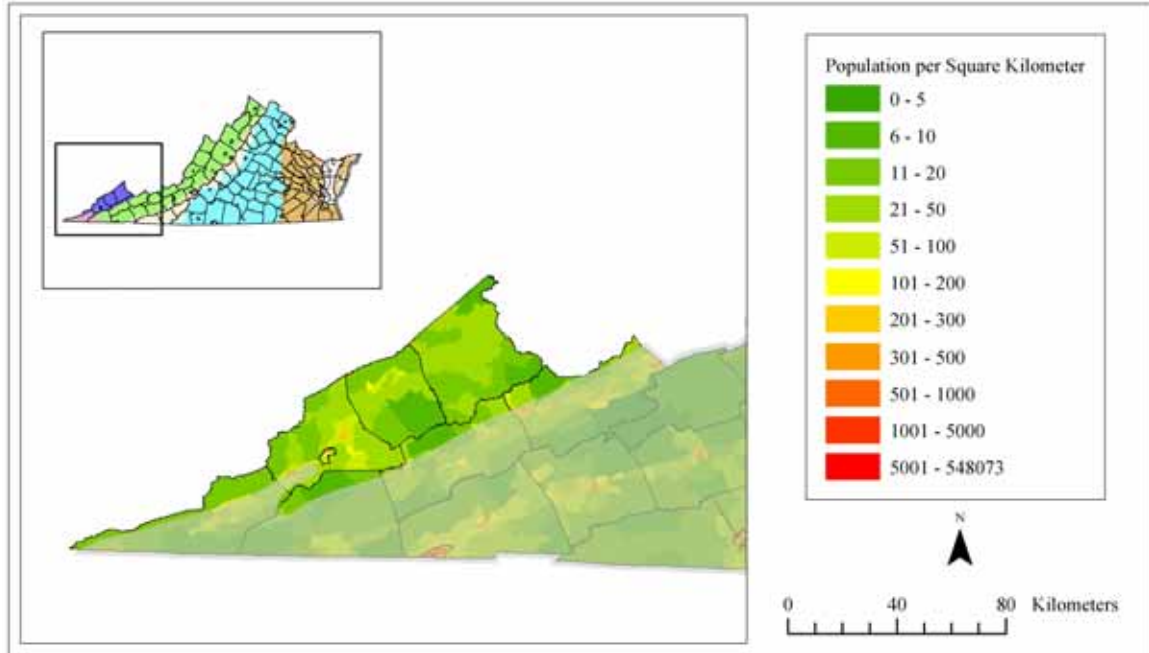 Population per Square Kilometer
0 - 5
6 - 10
11 - 20
21 - 50
51 - 100
101 - 200
201 - 300
301 - 500
501 - 1000
1001 - 5000
5001 - 548073
N
0 40 80 Kilometers